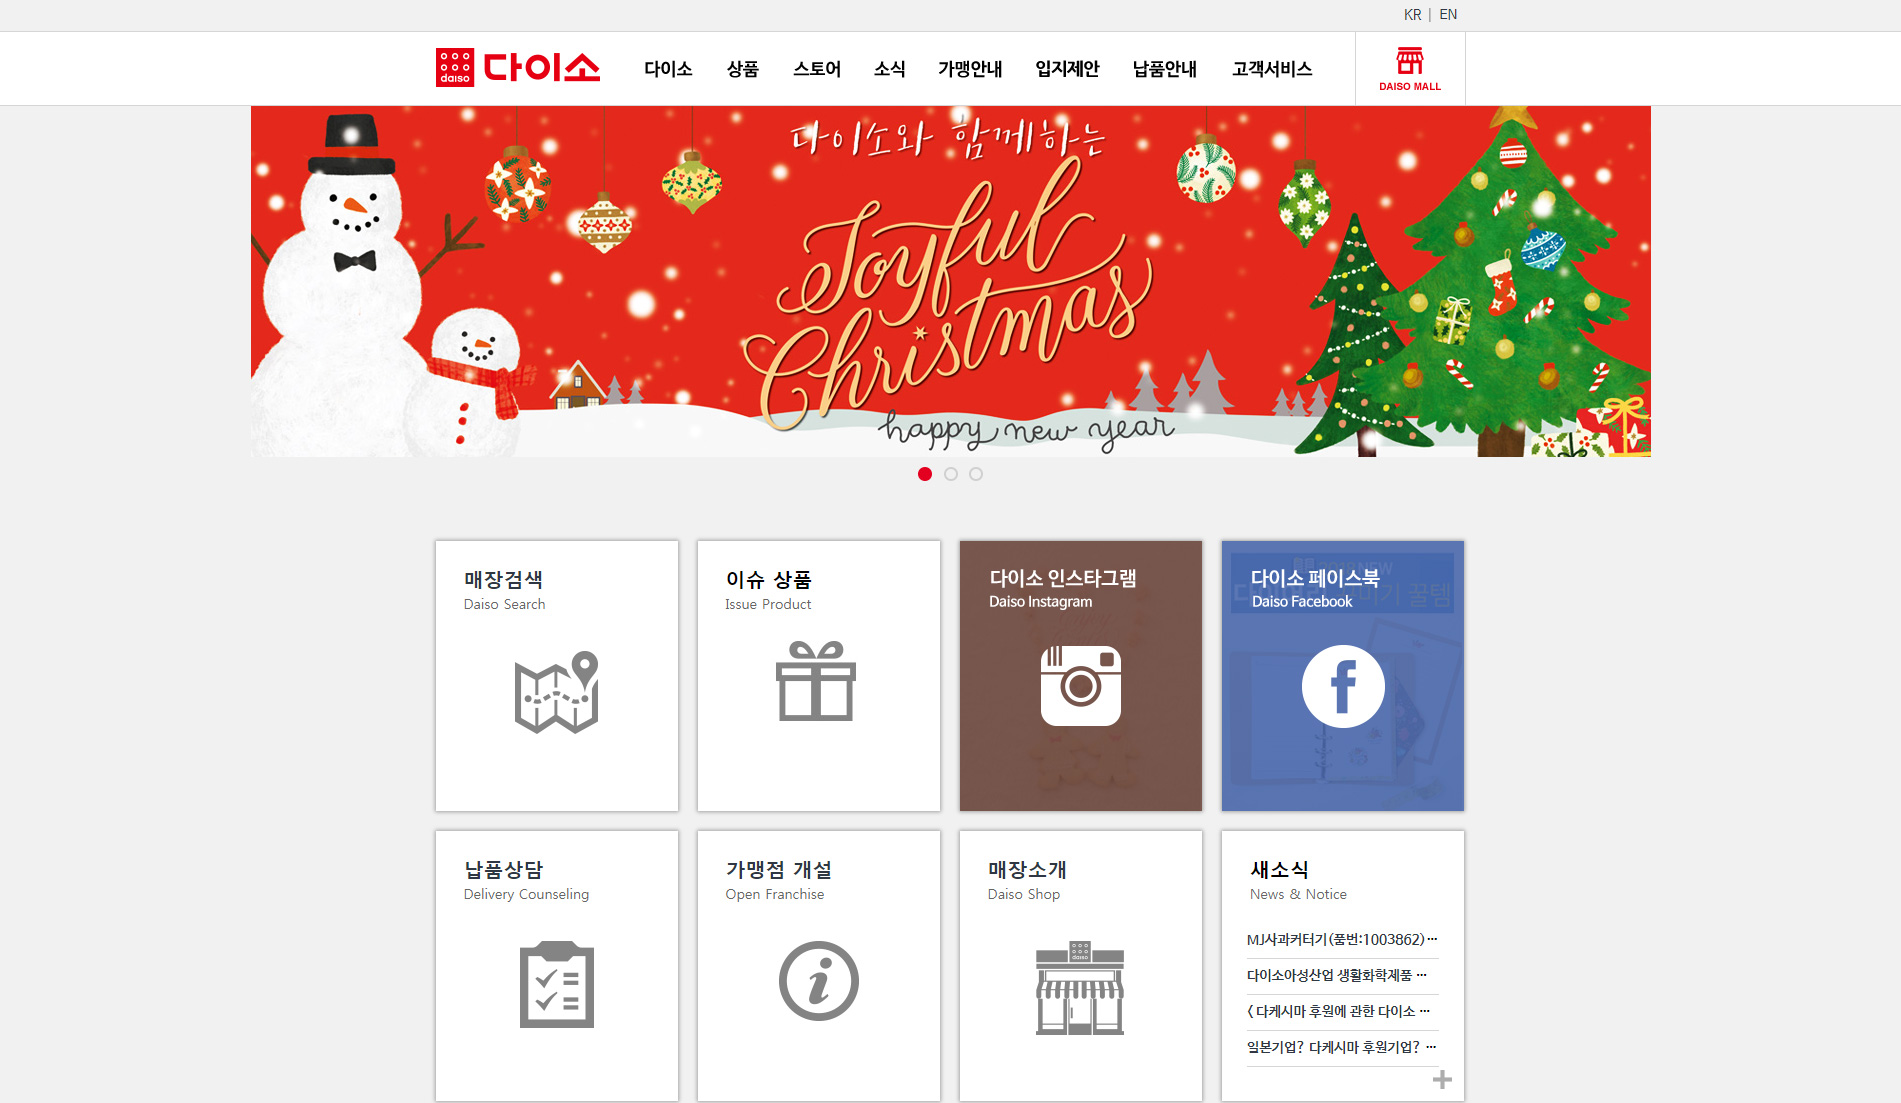 KR | EN
daiso 다이소
다이소 상품 스토어 소식 가맹안내 입지제안 납품안내 고객서비스
DAISO MALL
다이소와 함께하는
Joyful
Christmas
happy new year
매장검색
Daiso Search
이슈 상품
Issue Product
다이소 인스타그램
Daiso Instagram
다이소 페이스북
Daiso Facebook
납품상담
Delivery Counseling
가맹점 개설
Open Franchise
매장소개
Daiso Shop
daiso
새소식
News & Notice
MJ사과커터기(품번:1003862)···
다이소아성산업 생활화학제품 ···
< 다케시마 후원에 관한 다이소 ···
일본기업? 다케시마 후원기업? ···